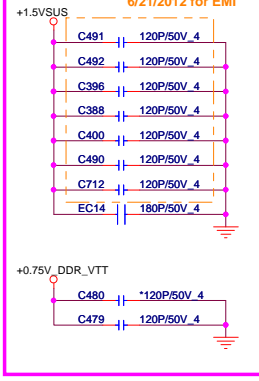 6/21/2012 for EMI
+1.5VSUS
C491 120P/50V_4
C492 120P/50V_4
C396 120P/50V_4
C388 120P/50V_4
C400 120P/50V_4
C490 120P/50V_4
C712 120P/50V_4
EC14 180P/50V_4
+0.75V_DDR_VTT
C480 *120P/50V_4
C479 120P/50V_4